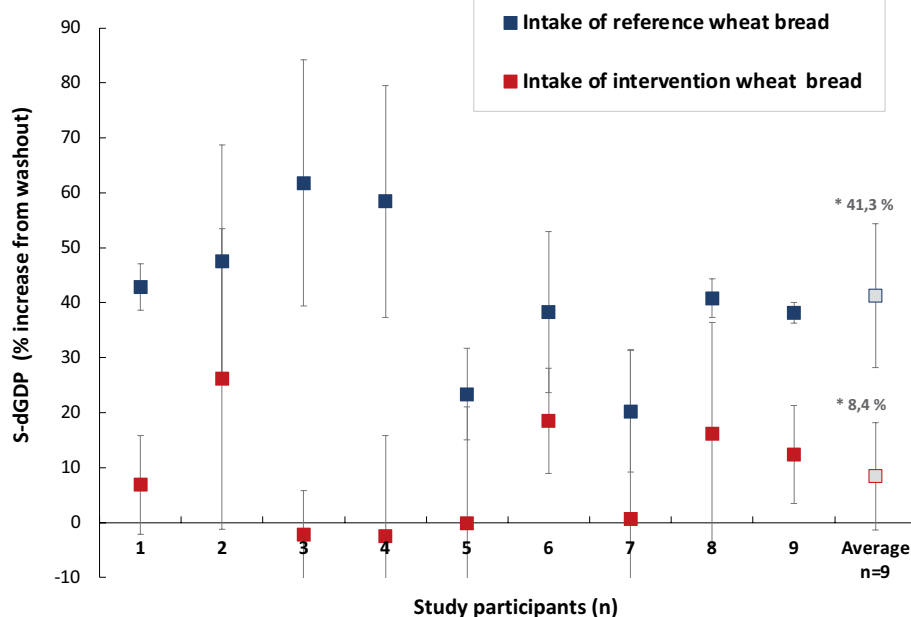 Intake of reference wheat bread
Intake of intervention wheat bread
S-dGDP (% increase from washout)
90
80
70
60
50
40
30
20
10
0
-10
* 41,3 %
* 8,4 %
1 2 3 4 5 6 7 8 9 Average
n=9
Study participants (n)